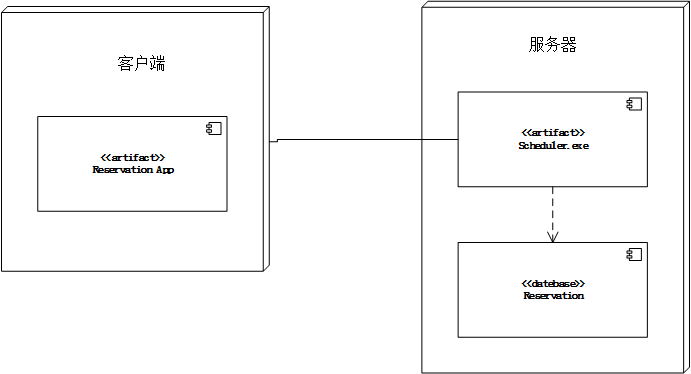 客户端
<<artifact>>
Reservation App
服务器
<<artifact>>
Scheduler.exe
<<datebase>>
Reservation